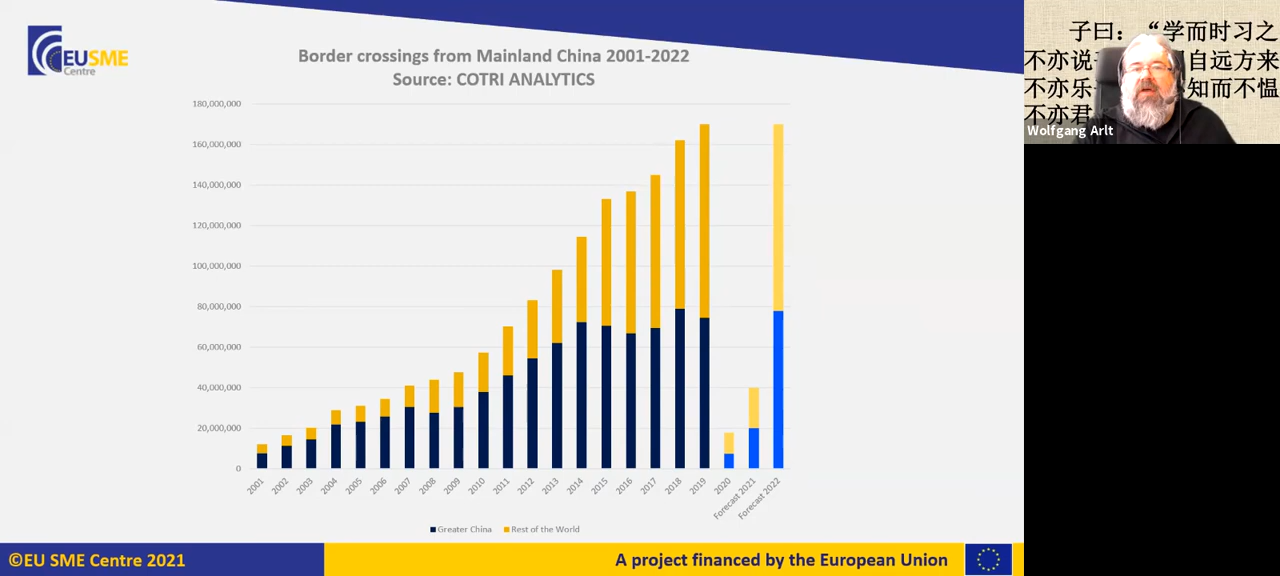 EUSME
Centre
Border crossings from Mainland China 2001-2022
Source: COTRI ANALYTICS
180,000,000
160,000,000
140,000,000
120,000,000
100,000,000
80,000,000
60,000,000
40,000,000
20,000,000
0
2001
2002
2003
2004
2005
2006
2007
2008
2009
2010
2011
2012
2013
2014
2015
2016
2017
2018
2019
2020
Forecast 2021
Forecast 2022
Greater China
Rest of the World
©EU SME Centre 2021
A project financed by the European Union
子曰：“学而时习之
不亦说 自远方来
不亦乐 知而不愠
不亦君
Wolfgang Arlt